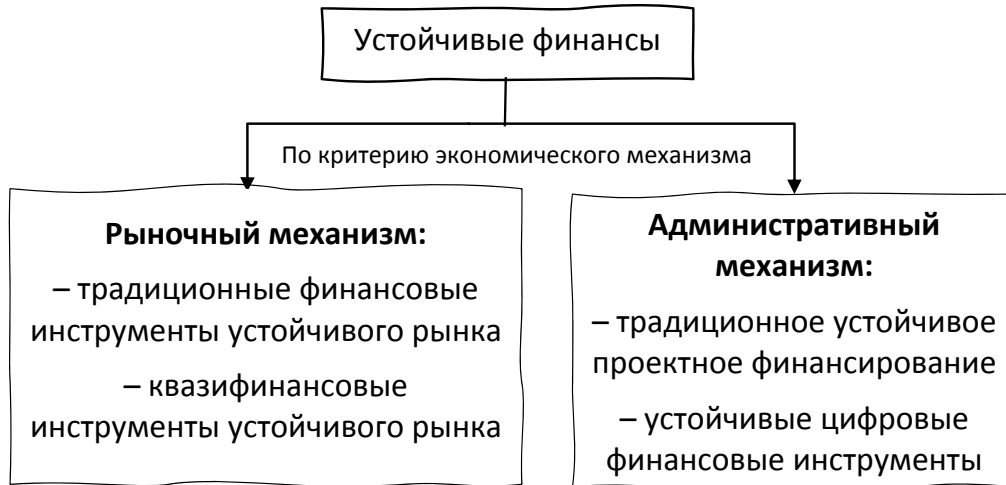 Устойчивые финансы
По критерию экономического механизма
Рыночный механизм:
– традиционные финансовые
инструменты устойчивого рынка
– квазифинансовые
инструменты устойчивого рынка
Административный
механизм:
– традиционное устойчивое
проектное финансирование
– устойчивые цифровые
финансовые инструменты